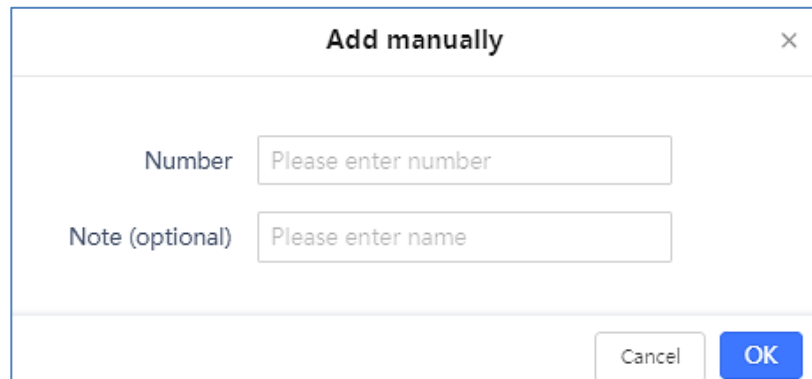 Add manually
Number Please enter number
Note (optional) Please enter name
Cancel OK